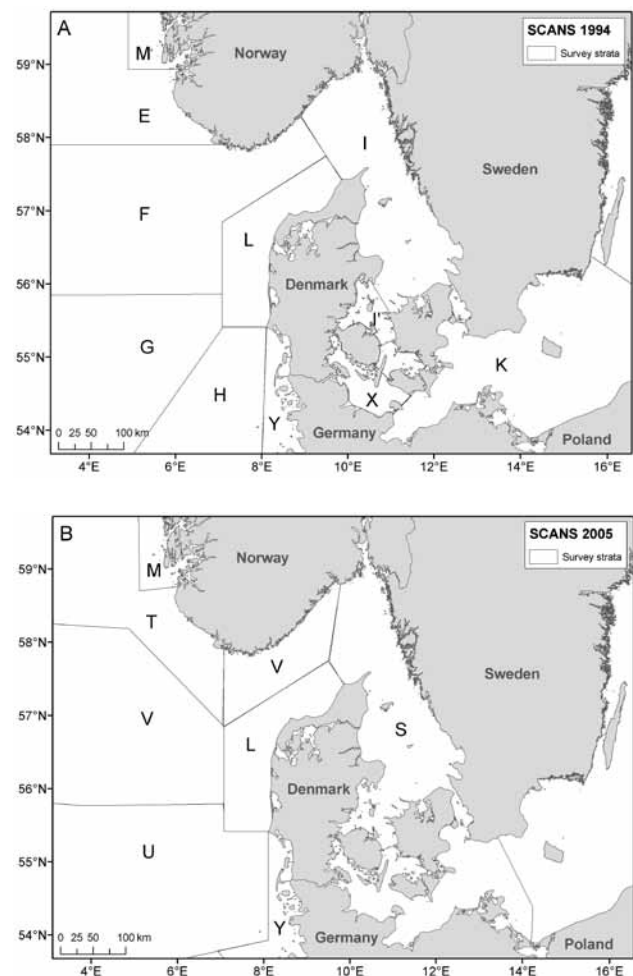 A
SCANS 1994
Survey strata
59°N
M
Norway
E
58°N
I
Sweden
57°N
F
L
56°N
Denmark
J'
55°N
G
K
H
X
54°N
Y
Germany
Poland
0 25 50 100 km
4°E 6°E 8°E 10°E 12°E 14°E 16°E
B
SCANS 2005
Survey strata
59°N
M
Norway
T
58°N
V
Sweden
57°N
V
S
L
56°N
Denmark
55°N
U
54°N
Y
Germany
Poland
0 25 50 100 km
4°E 6°E 8°E 10°E 12°E 14°E 16°E